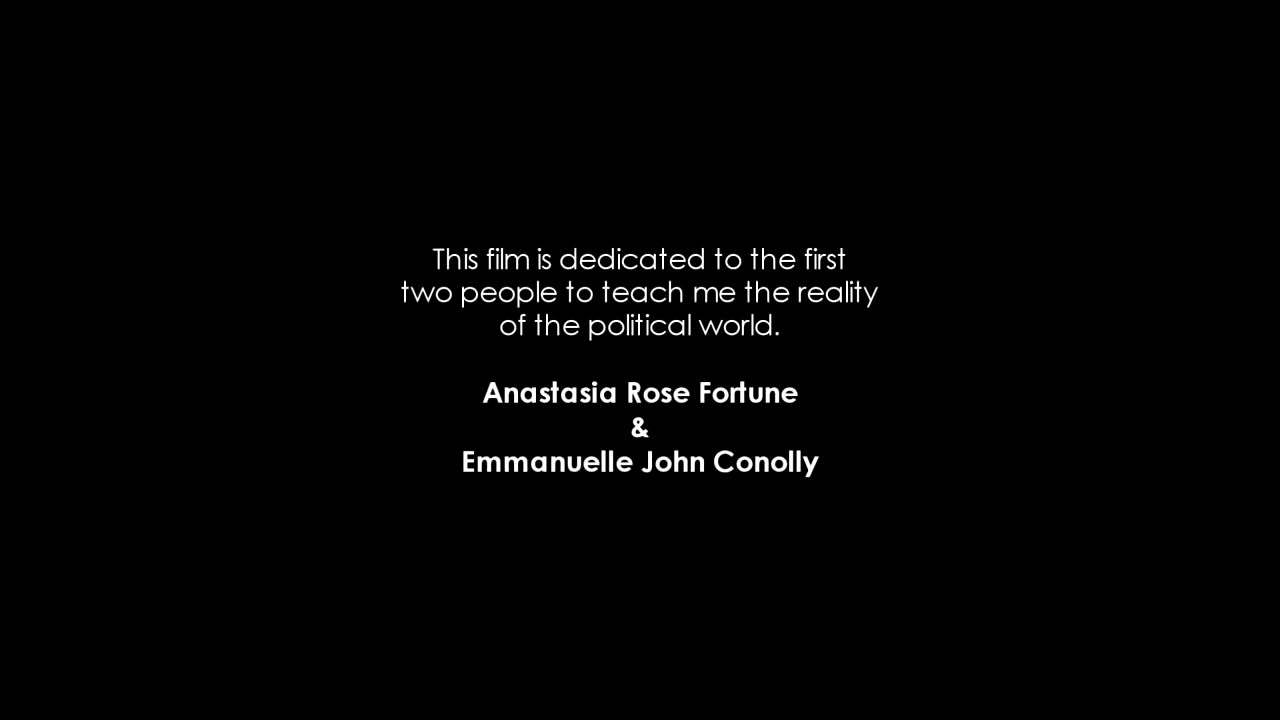 This film is dedicated to the first
two people to teach me the reality
of the political world.
Anastasia Rose Fortune
&
Emmanuelle John Conolly